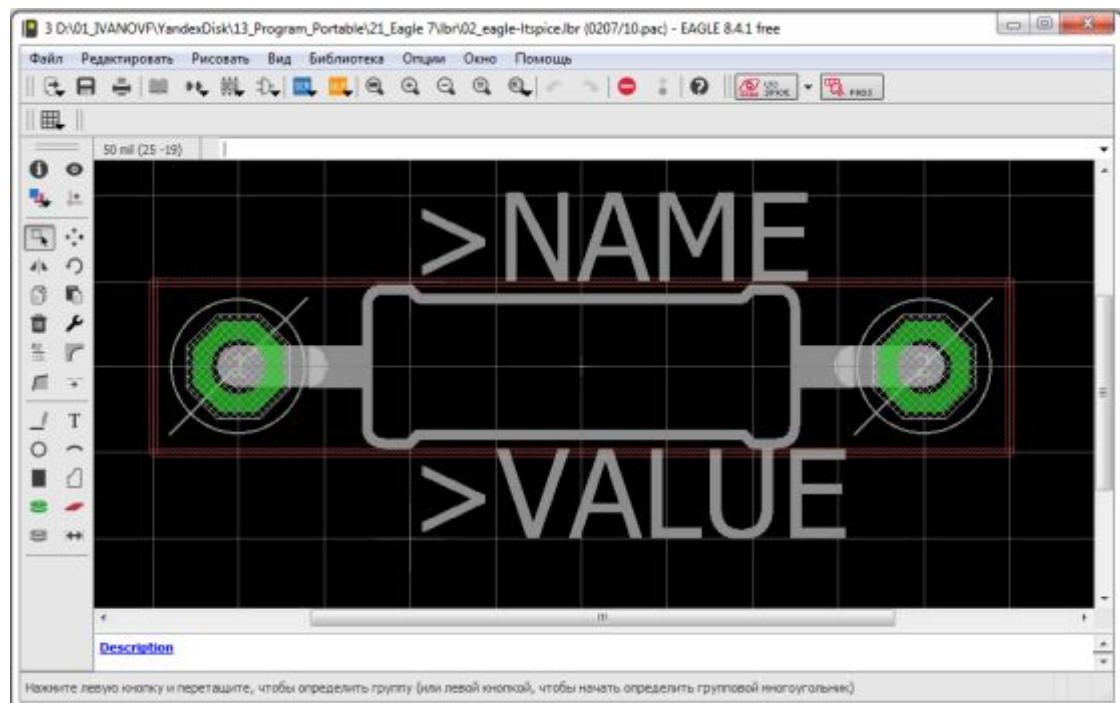 3 D:\01_IVANOVF\YandexDisk\13_Program_Portable\21_Eagle 7\lbr\02_eagle-ltspice.lbr (0207/10.pac) - EAGLE 8.4.1 free
Файл Редактировать Рисовать Вид Библиотека Опции Окно Помощь
50 mil (25 -19)
>NAME
1 2
>VALUE
Description
Нажмите левую кнопку и перетащите, чтобы определить группу (или левой кнопкой, чтобы начать определить групповой многоугольник)